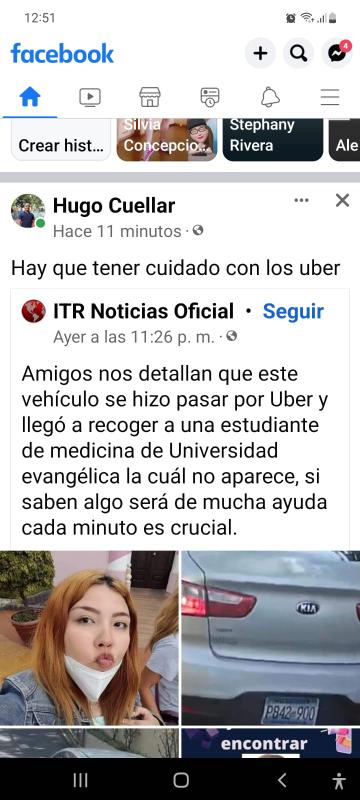 12:51
facebook
4
Crear hist...
Silvia
Concepcio...
Stephany
Rivera
Ale
Hugo Cuellar
Hace 11 minutos ·
Hay que tener cuidado con los uber
ITR Noticias Oficial • Seguir
Ayer a las 11:26 p. m. ·
Amigos nos detallan que este
vehículo se hizo pasar por Uber y
llegó a recoger a una estudiante
de medicina de Universidad
evangélica la cuál no aparece, si
saben algo será de mucha ayuda
cada minuto es crucial.
KIA
P842-900
encontrar